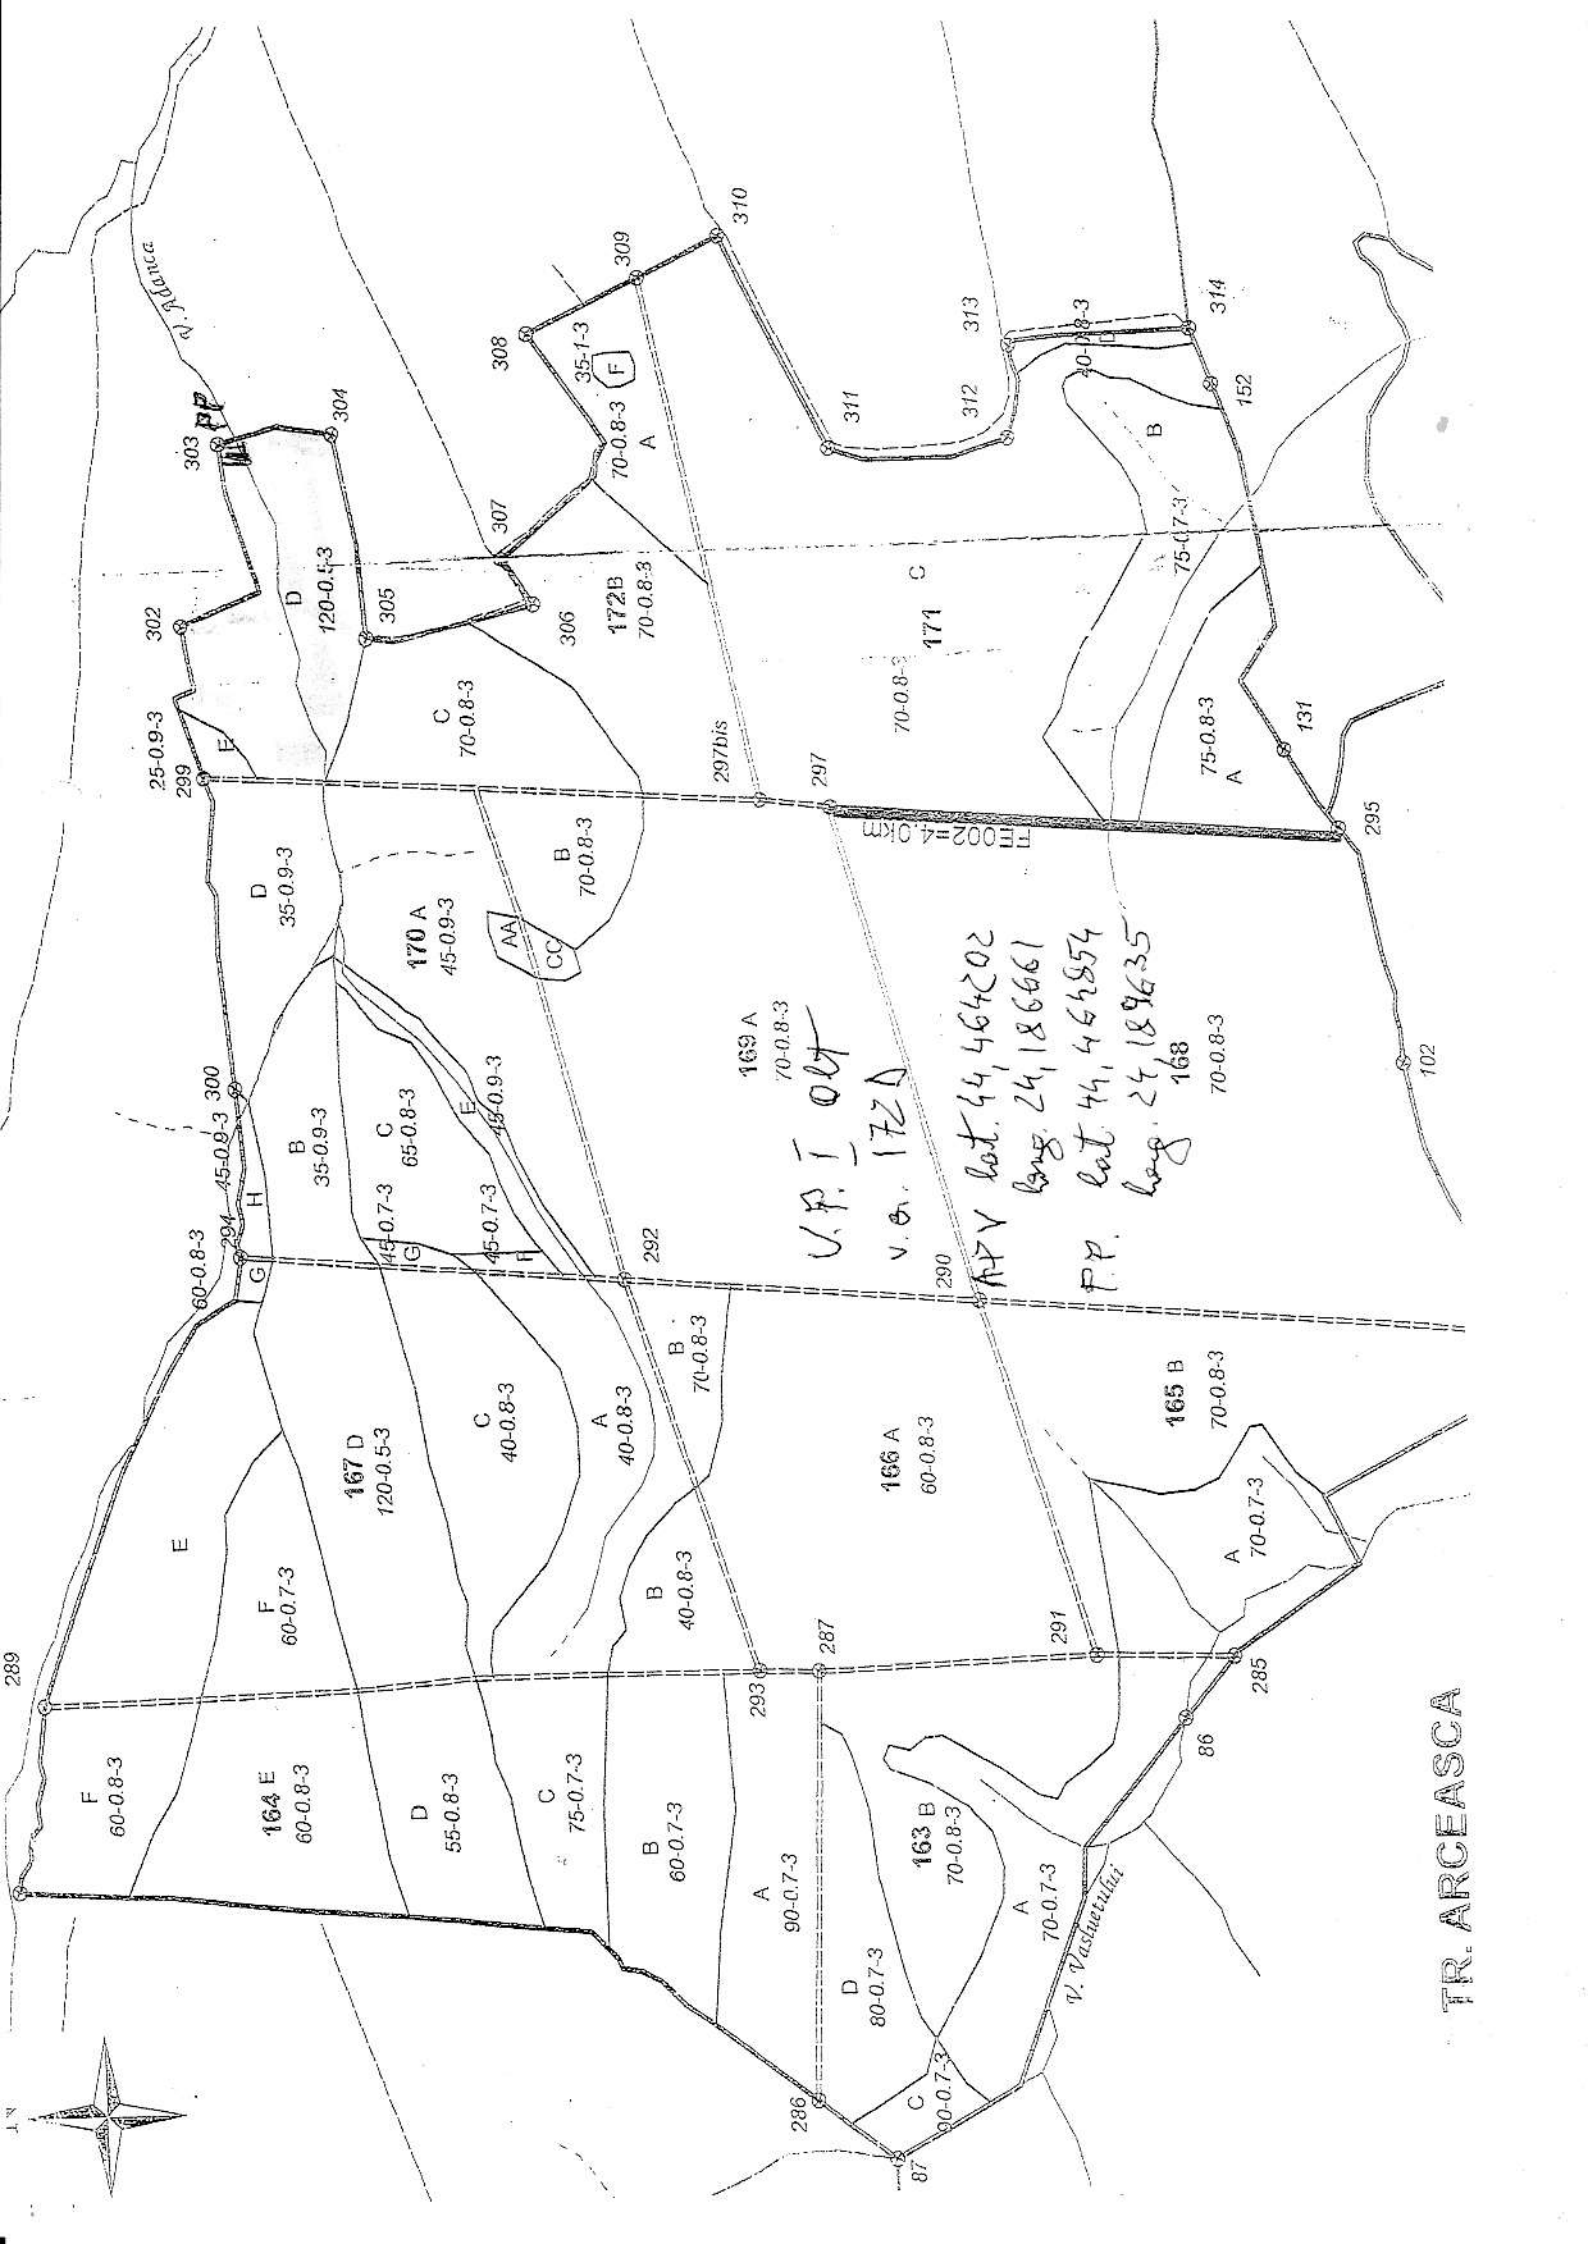 289
294
300
299
302
303
PP
304
305
306
307
308
309
310
311
312
313
314
152
131
295
102
297
297bis
292
290
293
287
291
285
86
286
87
V. Adanca
V. Vasluetului
F
60-0.8-3
164 E
60-0.8-3
D
55-0.8-3
C
75-0.7-3
B
60-0.7-3
A
90-0.7-3
D
80-0.7-3
163 B
70-0.8-3
A
70-0.7-3
C
90-0.7-3
E
F
60-0.7-3
167 D
120-0.5-3
C
40-0.8-3
A
40-0.8-3
B
40-0.8-3
B
70-0.8-3
166 A
60-0.8-3
165 B
70-0.8-3
A
70-0.7-3
60-0.8-3
G
45-0.9-3
H
B
35-0.9-3
C
65-0.8-3
E
45-0.9-3
45-0.7-3
G
45-0.7-3
F
D
35-0.9-3
170 A
45-0.9-3
AA
CC
B
70-0.8-3
169 A
70-0.8-3
168
70-0.8-3
25-0.9-3
E
D
120-0.5-3
C
70-0.8-3
172B
70-0.8-3
70-0.8-3
A
35-1-3
F
C
171
70-0.8-3
B
75-0.7-3
75-0.8-3
A
FE002=4.0km
U.P. I Olt
172D
APV lat. 44,464202
long. 24,186661
P.P. lat. 44,464854
long. 24,189635
TR. ARCEASCA